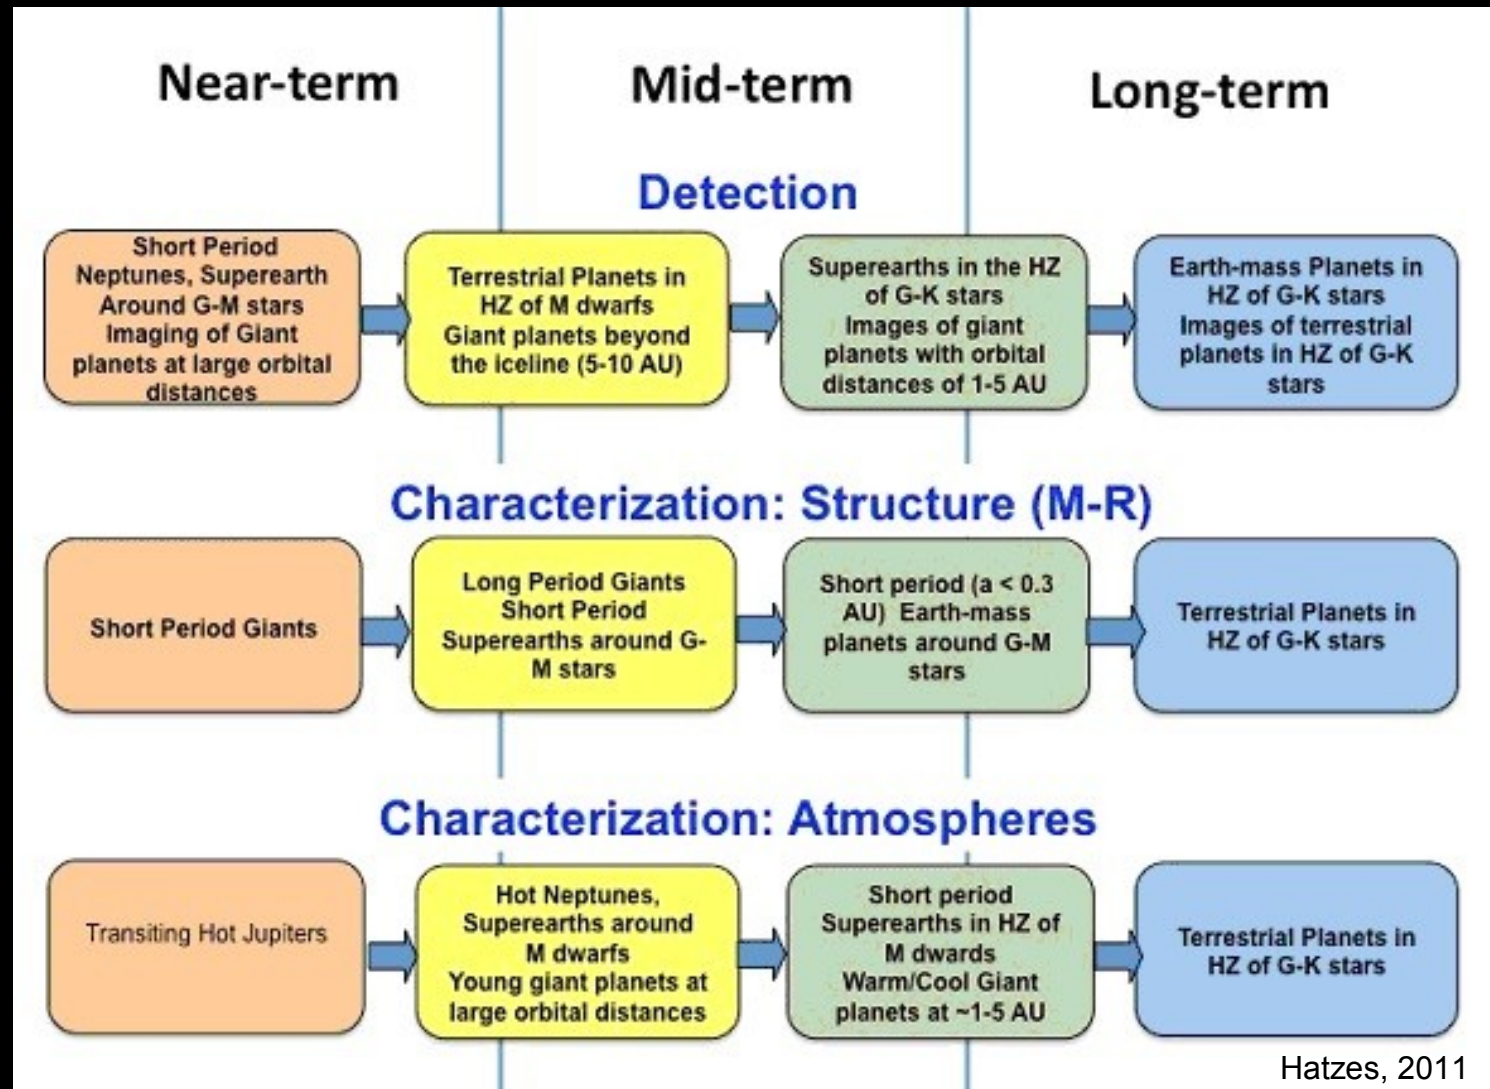 Near-term
Mid-term
Long-term
Detection
Short Period
Neptunes, Superearth
Around G-M stars
Imaging of Giant
planets at large orbital
distances
Terrestrial Planets in
HZ of M dwarfs
Giant planets beyond
the iceline (5-10 AU)
Superearths in the HZ
of G-K stars
Images of giant
planets with orbital
distances of 1-5 AU
Earth-mass Planets in
HZ of G-K stars
Images of terrestrial
planets in HZ of G-K
stars
Characterization: Structure (M-R)
Short Period Giants
Long Period Giants
Short Period
Superearths around G-
M stars
Short period (a < 0.3
AU) Earth-mass
planets around G-M
stars
Terrestrial Planets in
HZ of G-K stars
Characterization: Atmospheres
Transiting Hot Jupiters
Hot Neptunes,
Superearths around
M dwarfs
Young giant planets at
large orbital distances
Short period
Superearths in HZ of
M dwards
Warm/Cool Giant
planets at ~1-5 AU
Terrestrial Planets in
HZ of G-K stars
Hatzes, 2011